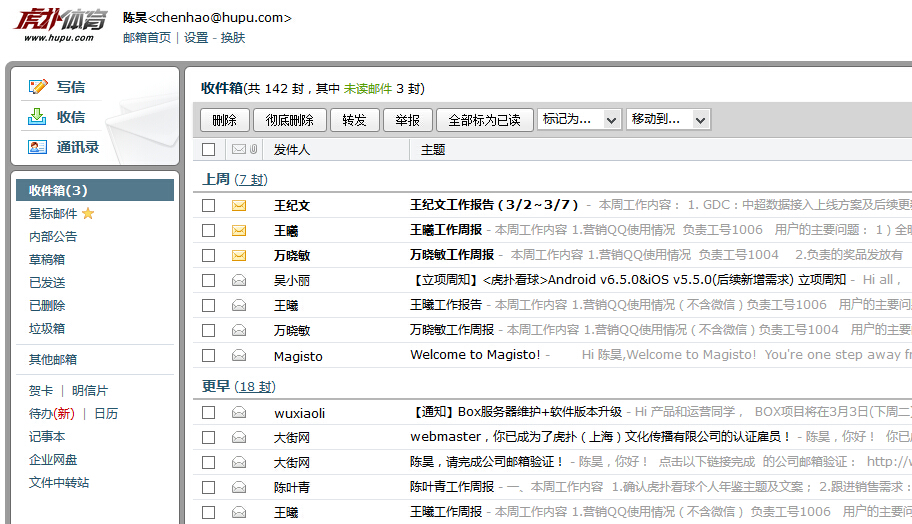 虎扑体育
www.hupu.com
陈昊<chenhao@hupu.com>
邮箱首页 | 设置 - 换肤
写信
收信
通讯录
收件箱(3)
星标邮件
内部公告
草稿箱
已发送
已删除
垃圾箱
其他邮箱
贺卡 | 明信片
待办(新) | 日历
记事本
企业网盘
文件中转站
收件箱(共 142 封,其中 未读邮件 3 封)
删除 彻底删除 转发 举报 全部标为已读 标记为... 移动到...
发件人 主题
上周 (7 封)
王纪文 王纪文工作报告（3/2~3/7） - 本周工作内容： 1. GDC：中超数据接入上线方案及后续更
王曦 王曦工作周报 - 本周工作内容 1.营销QQ使用情况 负责工号1006 用户的主要问题： 1）全
万晓敏 万晓敏工作周报 - 本周工作内容 1.营销QQ使用情况 负责工号1004 2.负责的奖品发放有
吴小丽 【立项周知】<虎扑看球>Android v6.5.0&iOS v5.5.0(后续新增需求) 立项周知 - Hi all，
王曦 王曦工作报告 - 本周工作内容 1.营销QQ使用情况（不含微信）负责工号1006 用户的主要问
万晓敏 万晓敏工作周报 - 本周工作内容 1.营销QQ使用情况（不含微信）负责工号1004 用户的主要
Magisto Welcome to Magisto! - Hi 陈昊,Welcome to Magisto! You're one step away fr
更早 (18 封)
wuxiaoli 【通知】Box服务器维护+软件版本升级 - Hi 产品和运营同学， BOX项目将在3月3日(下周二)
大街网 webmaster，你已成为了虎扑（上海）文化传播有限公司的认证雇员！ - 陈昊，你好！ 你已
大街网 陈昊，请完成公司邮箱验证！ - 陈昊，你好！ 点击以下链接完成 的公司邮箱验证： http://w
陈叶青 陈叶青工作周报 - 一、本周工作内容 1.确认虎扑看球个人年鉴主题及文案； 2.跟进销售需求：
王曦 王曦工作周报 - 本周工作内容 1.营销QQ使用情况（不含微信）负责工号1006 用户的主要问